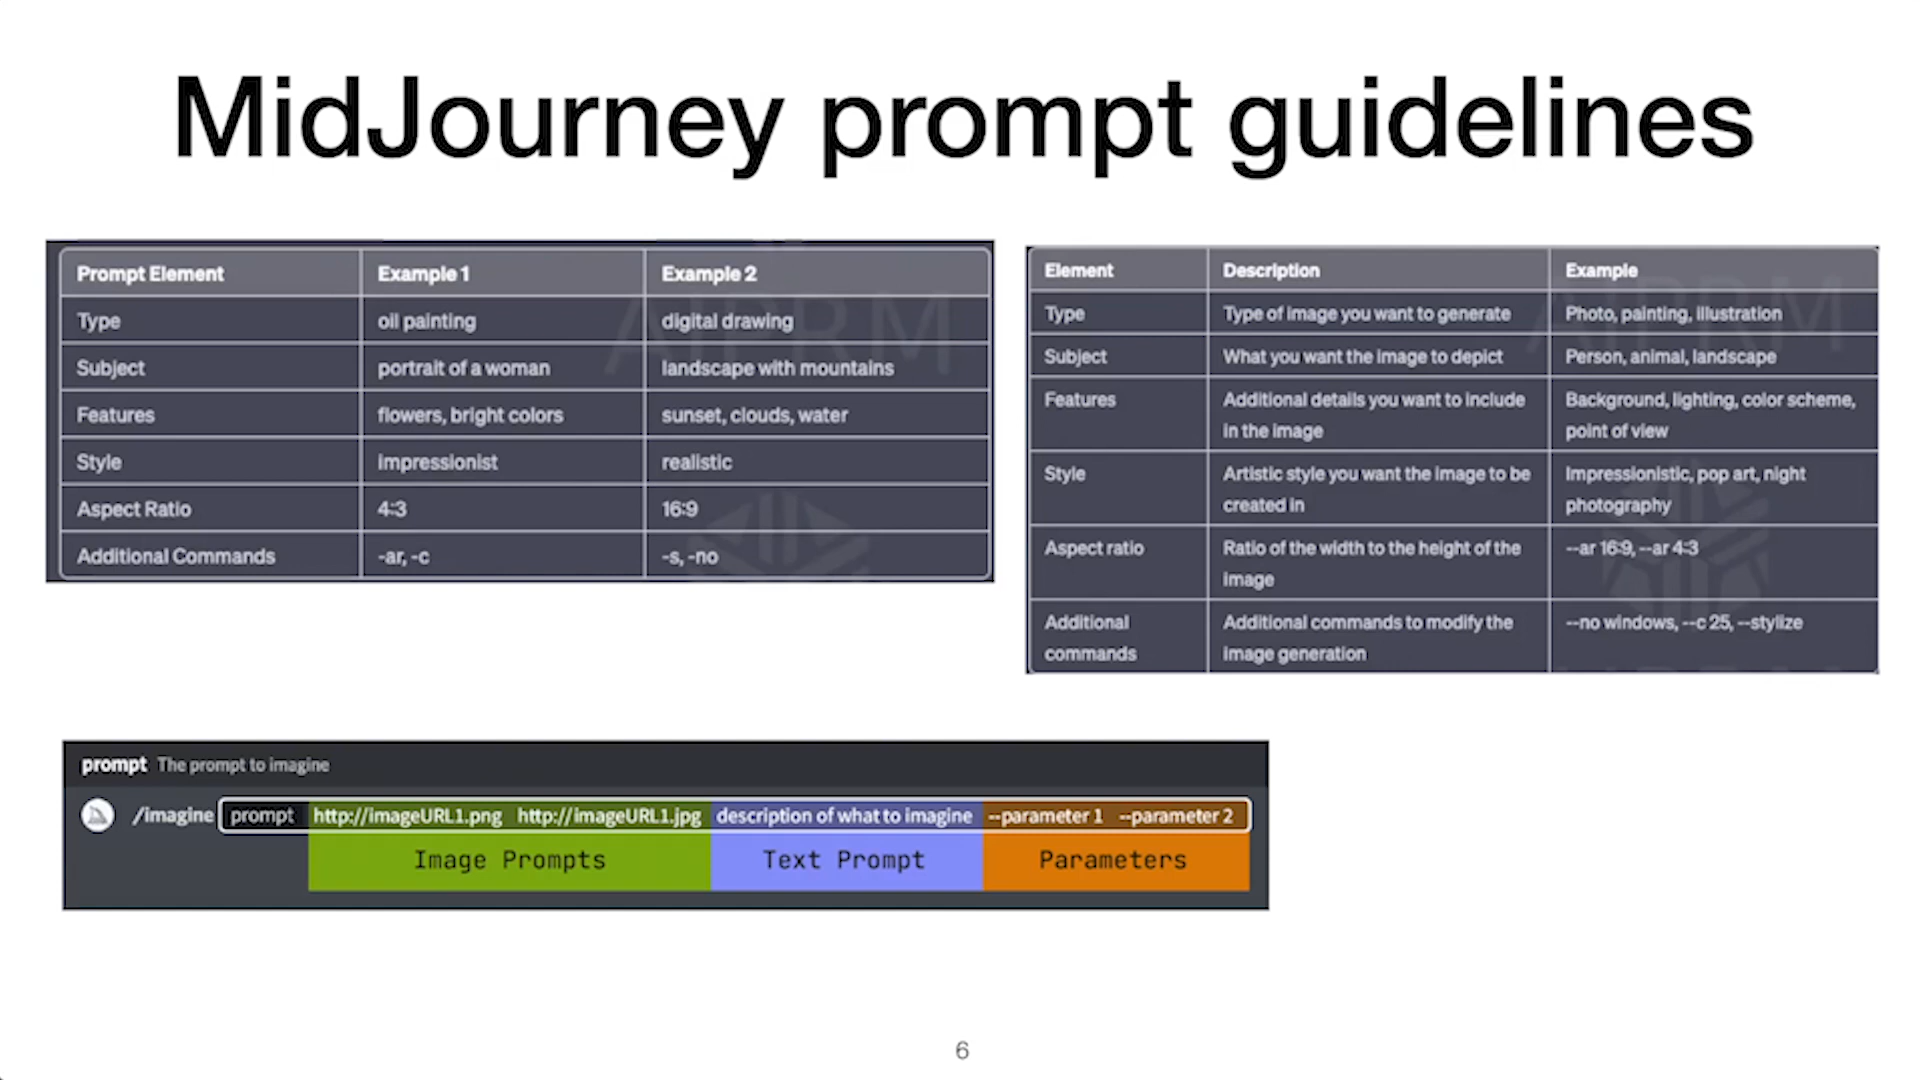 MidJourney prompt guidelines
Prompt Element Example 1 Example 2
Type oil painting digital drawing
Subject portrait of a woman landscape with mountains
Features flowers, bright colors sunset, clouds, water
Style impressionist realistic
Aspect Ratio 4:3 16:9
Additional Commands -ar, -c -s, -no
AIPRM
Element Description Example
Type Type of image you want to generate Photo, painting, illustration
Subject What you want the image to depict Person, animal, landscape
Features Additional details you want to include Background, lighting, color scheme,
in the image point of view
Style Artistic style you want the image to be Impressionistic, pop art, night
created in photography
Aspect ratio Ratio of the width to the height of the --ar 16:9, --ar 4:3
image
Additional Additional commands to modify the --no windows, --c 25, --stylize
commands image generation
AIPRM
prompt The prompt to imagine
/imagine prompt http://imageURL1.png http://imageURL1.jpg description of what to imagine --parameter 1 --parameter 2
Image Prompts Text Prompt Parameters
6